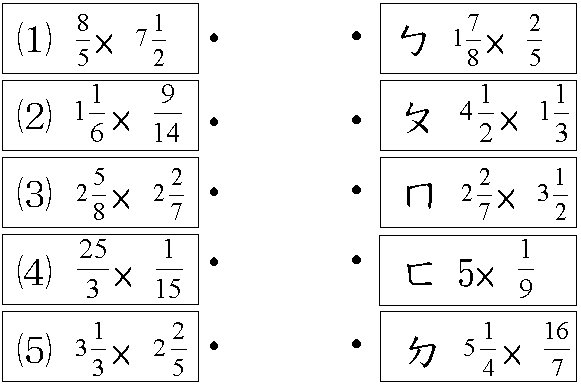 (1) 8/5 × 7 1/2 • • ㄅ 1 7/8 × 2/5
(2) 1 1/6 × 9/14 • • ㄆ 4 1/2 × 1 1/3
(3) 2 5/8 × 2 2/7 • • ㄇ 2 2/7 × 3 1/2
(4) 25/3 × 1/15 • • ㄈ 5 × 1/9
(5) 3 1/3 × 2 2/5 • • ㄉ 5 1/4 × 16/7